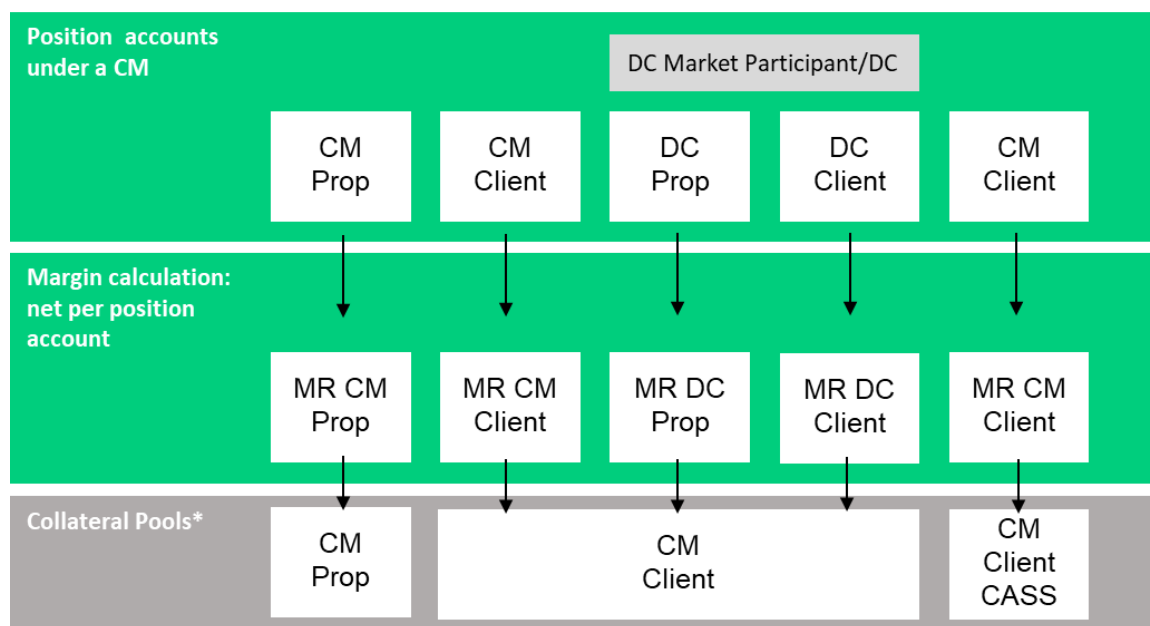 Position accounts
under a CM
DC Market Participant/DC
CM
Prop
CM
Client
DC
Prop
DC
Client
CM
Client
Margin calculation:
net per position
account
MR CM
Prop
MR CM
Client
MR DC
Prop
MR DC
Client
MR CM
Client
Collateral Pools*
CM
Prop
CM
Client
CM
Client
CASS